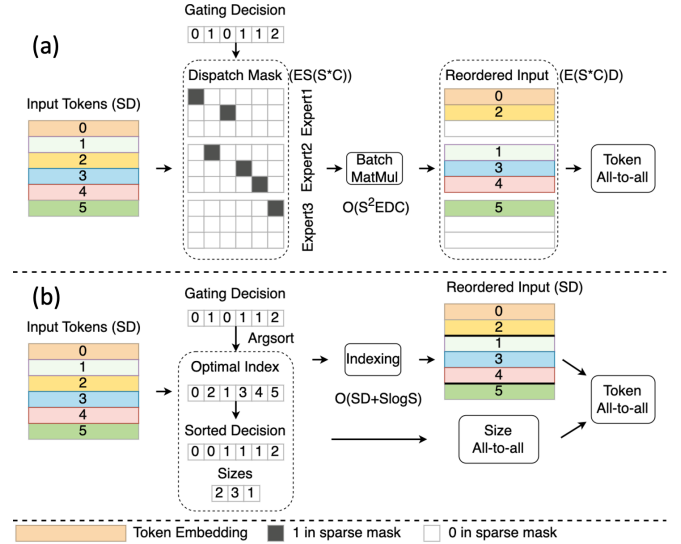 (a)
Gating Decision
0 1 0 1 1 2
Input Tokens (SD)
0
1
2
3
4
5
Dispatch Mask (ES(S*C))
Expert1
Expert2
Expert3
Batch
MatMul
O(S²EDC)
Reordered Input (E(S*C)D)
0
2
1
3
4
5
Token
All-to-all
(b)
Gating Decision
0 1 0 1 1 2
Argsort
Input Tokens (SD)
0
1
2
3
4
5
Optimal Index
0 2 1 3 4 5
Sorted Decision
0 0 1 1 1 2
Sizes
2 3 1
Indexing
O(SD+SlogS)
Reordered Input (SD)
0
2
1
3
4
5
Size
All-to-all
Token
All-to-all
Token Embedding
1 in sparse mask
0 in sparse mask